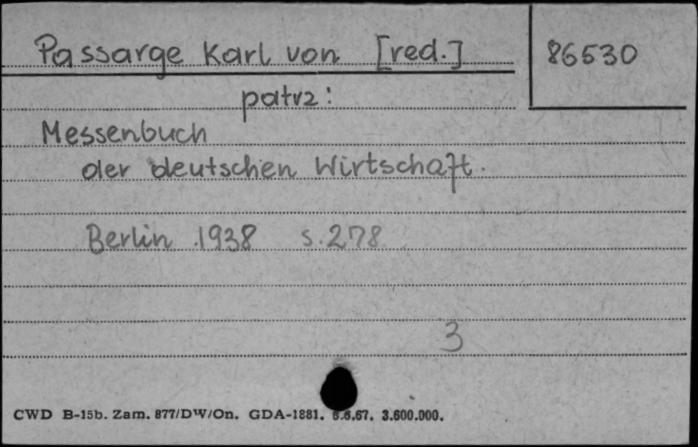 Passarge Karl von [red.] 86530
patrz:
Messenbuch
der deutschen Wirtschaft.
Berlin 1938 s. 278
3
CWD B-15b. Zam. 877/DW/On. GDA-1881. 6.6.67. 3.600.000.